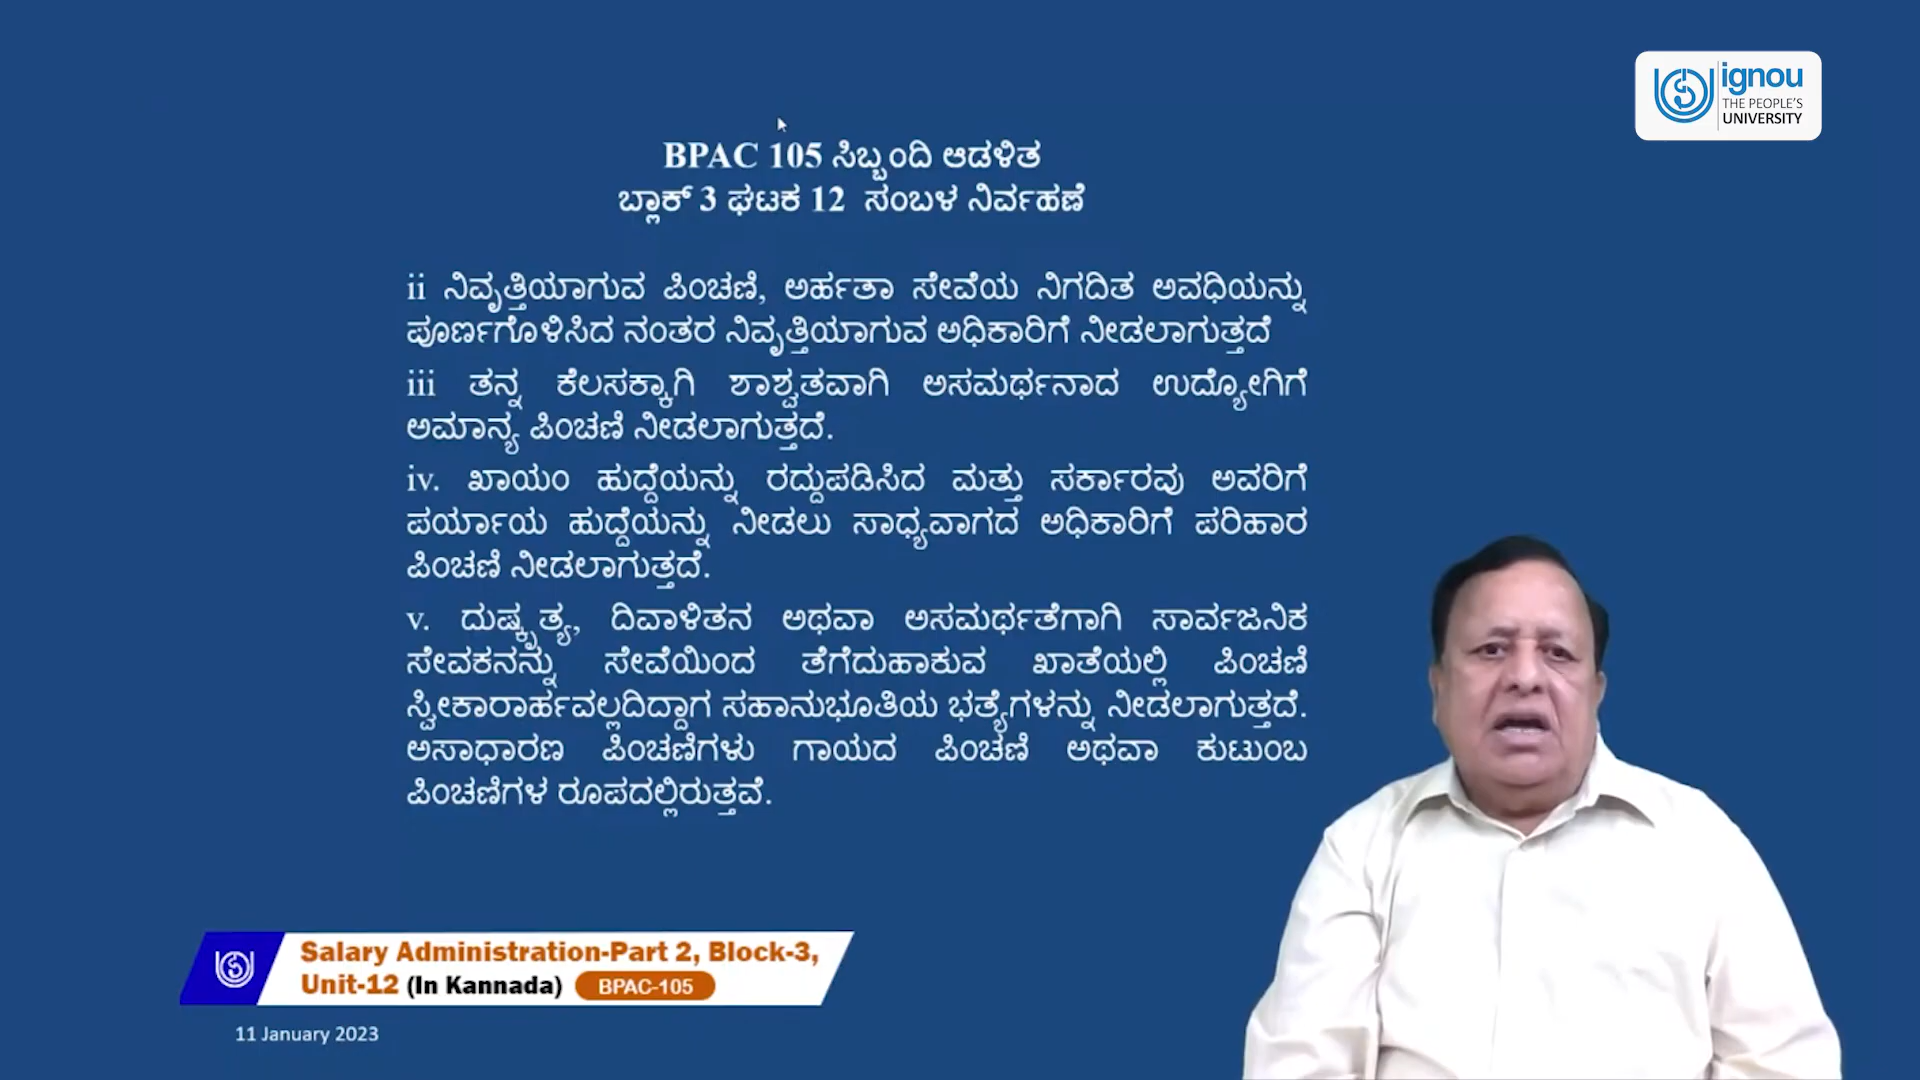 ignou
THE PEOPLE'S
UNIVERSITY
BPAC 105 ಸಿಬ್ಬಂದಿ ಆಡಳಿತ
ಬ್ಲಾಕ್ 3 ಘಟಕ 12 ಸಂಬಳ ನಿರ್ವಹಣೆ
ii ನಿವೃತ್ತಿಯಾಗುವ ಪಿಂಚಣಿ, ಅರ್ಹತಾ ಸೇವೆಯ ನಿಗದಿತ ಅವಧಿಯನ್ನು
ಪೂರ್ಣಗೊಳಿಸಿದ ನಂತರ ನಿವೃತ್ತಿಯಾಗುವ ಅಧಿಕಾರಿಗೆ ನೀಡಲಾಗುತ್ತದೆ
iii ತನ್ನ ಕೆಲಸಕ್ಕಾಗಿ ಶಾಶ್ವತವಾಗಿ ಅಸಮರ್ಥನಾದ ಉದ್ಯೋಗಿಗೆ
ಅಮಾನ್ಯ ಪಿಂಚಣಿ ನೀಡಲಾಗುತ್ತದೆ.
iv. ಖಾಯಂ ಹುದ್ದೆಯನ್ನು ರದ್ದುಪಡಿಸಿದ ಮತ್ತು ಸರ್ಕಾರವು ಅವರಿಗೆ
ಪರ್ಯಾಯ ಹುದ್ದೆಯನ್ನು ನೀಡಲು ಸಾಧ್ಯವಾಗದ ಅಧಿಕಾರಿಗೆ ಪರಿಹಾರ
ಪಿಂಚಣಿ ನೀಡಲಾಗುತ್ತದೆ.
v. ದುಷ್ಕೃತ್ಯ, ದಿವಾಳಿತನ ಅಥವಾ ಅಸಮರ್ಥತೆಗಾಗಿ ಸಾರ್ವಜನಿಕ
ಸೇವಕನನ್ನು ಸೇವೆಯಿಂದ ತೆಗೆದುಹಾಕುವ ಖಾತೆಯಲ್ಲಿ ಪಿಂಚಣಿ
ಸ್ವೀಕಾರಾರ್ಹವಲ್ಲದಿದ್ದಾಗ ಸಹಾನುಭೂತಿಯ ಭತ್ಯೆಗಳನ್ನು ನೀಡಲಾಗುತ್ತದೆ.
ಅಸಾಧಾರಣ ಪಿಂಚಣಿಗಳು ಗಾಯದ ಪಿಂಚಣಿ ಅಥವಾ ಕುಟುಂಬ
ಪಿಂಚಣಿಗಳ ರೂಪದಲ್ಲಿರುತ್ತವೆ.
Salary Administration-Part 2, Block-3,
Unit-12 (In Kannada) BPAC-105
11 January 2023